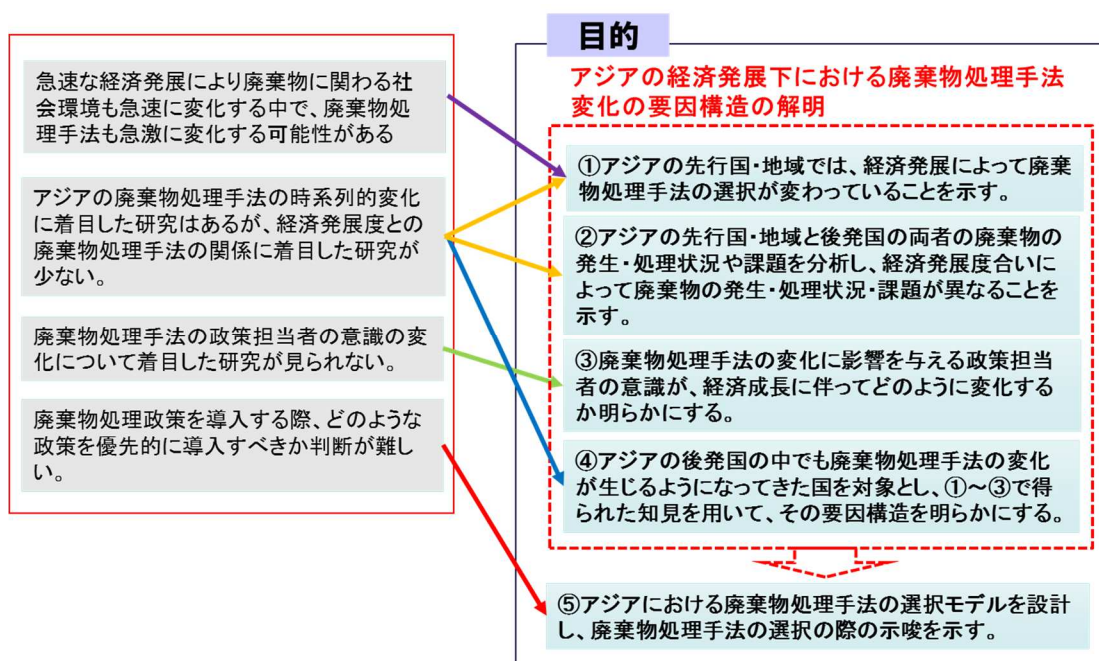 急速な経済発展により廃棄物に関わる社
会環境も急速に変化する中で、廃棄物処
理手法も急激に変化する可能性がある
アジアの廃棄物処理手法の時系列的変化
に着目した研究はあるが、経済発展度との
廃棄物処理手法の関係に着目した研究が
少ない。
廃棄物処理手法の政策担当者の意識の変
化について着目した研究が見られない。
廃棄物処理政策を導入する際、どのような
政策を優先的に導入すべきか判断が難し
い。
目的
アジアの経済発展下における廃棄物処理手法
変化の要因構造の解明
①アジアの先行国・地域では、経済発展によって廃棄
物処理手法の選択が変わっていることを示す。
②アジアの先行国・地域と後発国の両者の廃棄物の
発生・処理状況や課題を分析し、経済発展度合いに
よって廃棄物の発生・処理状況・課題が異なることを
示す。
③廃棄物処理手法の変化に影響を与える政策担当
者の意識が、経済成長に伴ってどのように変化する
か明らかにする。
④アジアの後発国の中でも廃棄物処理手法の変化
が生じるようになってきた国を対象とし、①～③で得
られた知見を用いて、その要因構造を明らかにする。
⑤アジアにおける廃棄物処理手法の選択モデルを設計
し、廃棄物処理手法の選択の際の示唆を示す。